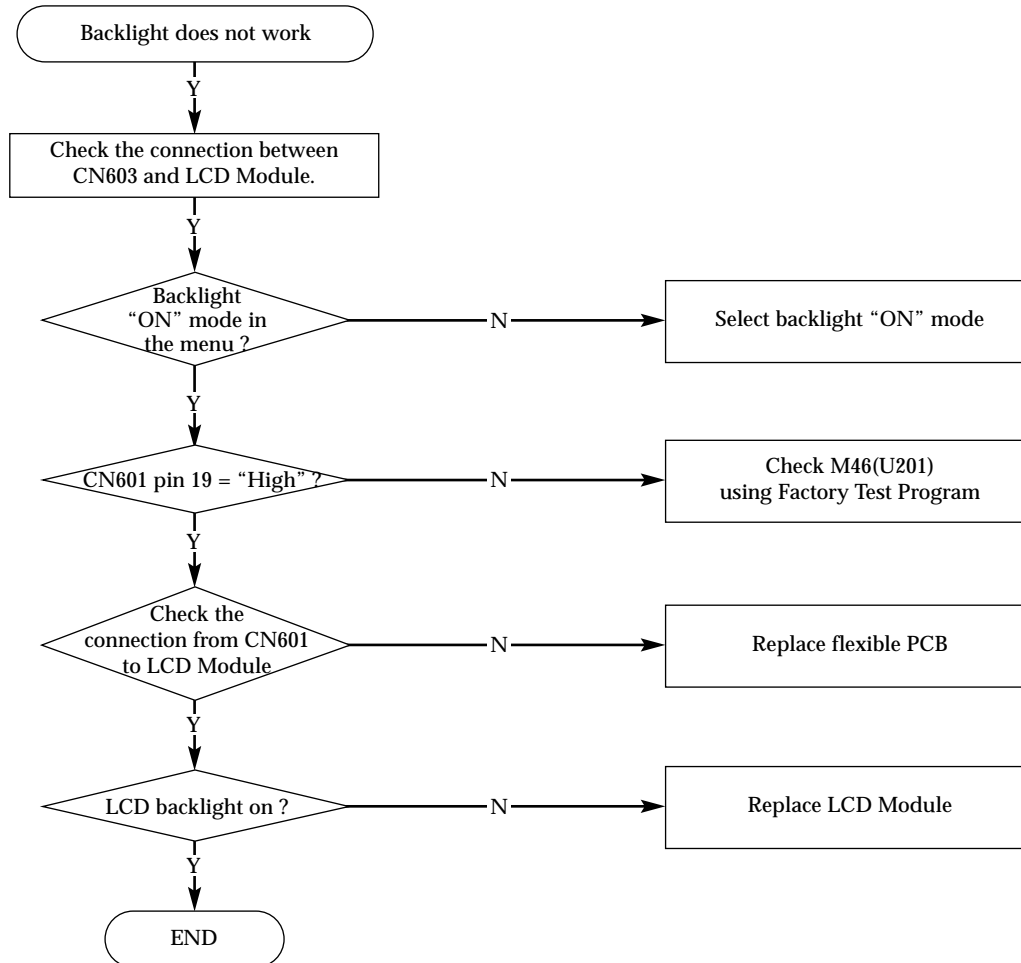 Backlight does not work
Y
Check the connection between
CN603 and LCD Module.
Y
Backlight
“ON” mode in
the menu ?
N
Select backlight “ON” mode
Y
CN601 pin 19 = “High” ?
N
Check M46(U201)
using Factory Test Program
Y
Check the
connection from CN601
to LCD Module
N
Replace flexible PCB
Y
LCD backlight on ?
N
Replace LCD Module
Y
END